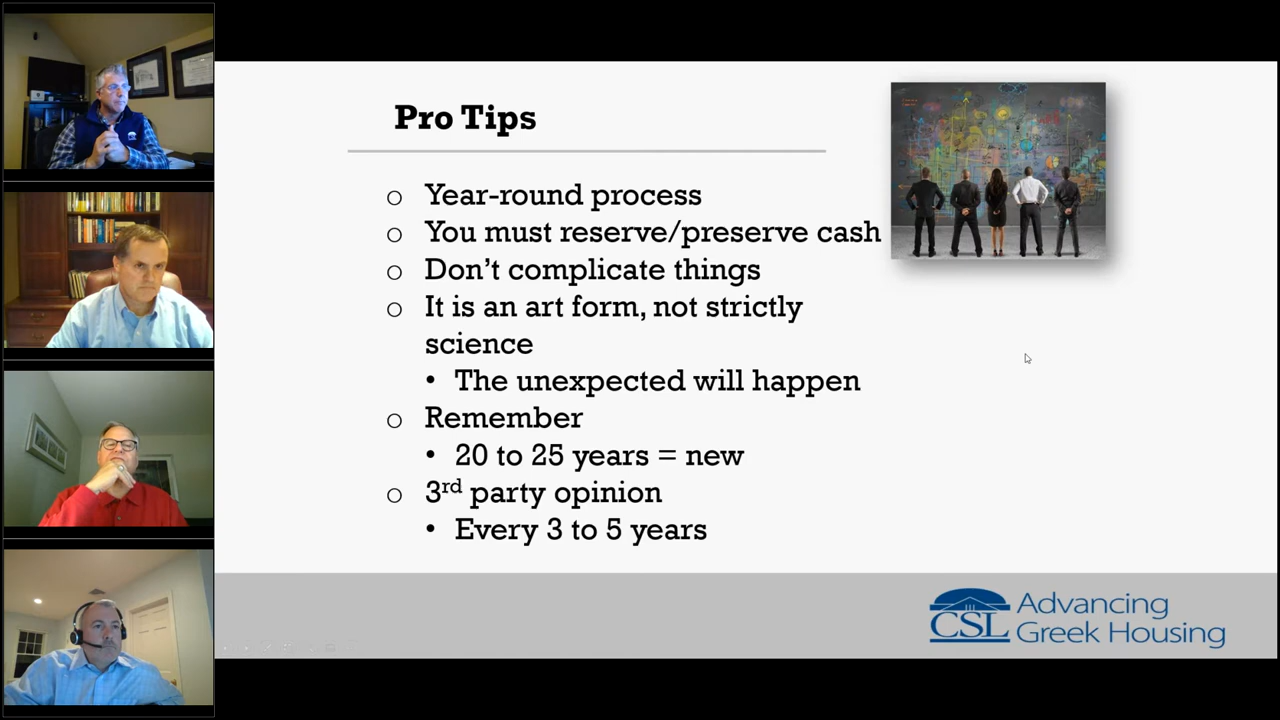 Pro Tips
o Year-round process
o You must reserve/preserve cash
o Don't complicate things
o It is an art form, not strictly
science
• The unexpected will happen
o Remember
• 20 to 25 years = new
o 3rd party opinion
• Every 3 to 5 years
CSL
Advancing
Greek Housing